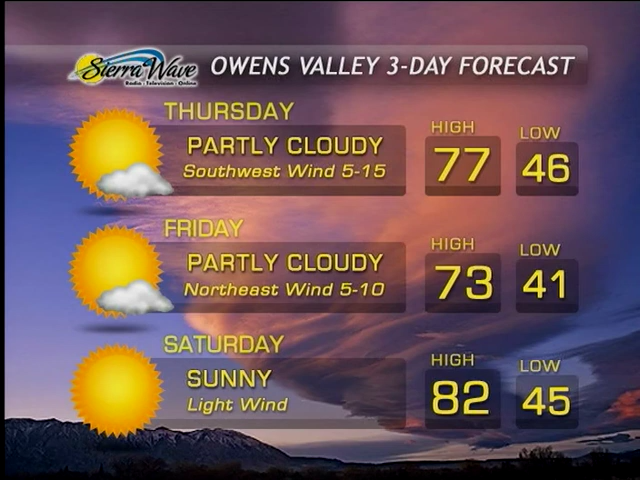 Sierra Wave
Radio • Television • Online
OWENS VALLEY 3-DAY FORECAST
THURSDAY
PARTLY CLOUDY
Southwest Wind 5-15
HIGH
77
LOW
46
FRIDAY
PARTLY CLOUDY
Northeast Wind 5-10
HIGH
73
LOW
41
SATURDAY
SUNNY
Light Wind
HIGH
82
LOW
45